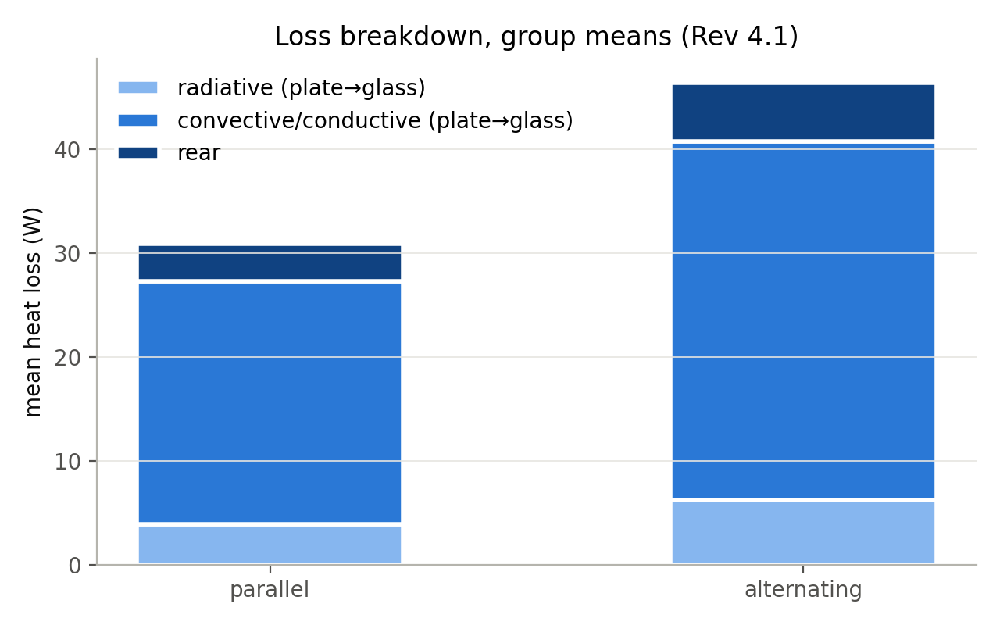 Loss breakdown, group means (Rev 4.1)
radiative (plate→glass)
convective/conductive (plate→glass)
rear
mean heat loss (W)
40
30
20
10
0
parallel
alternating